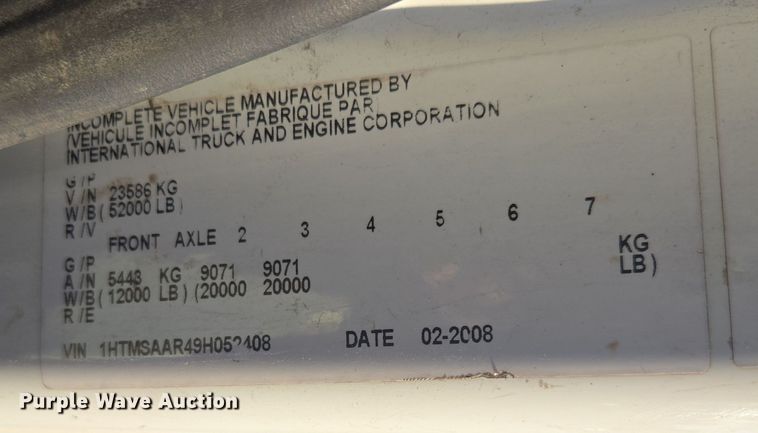 INCOMPLETE VEHICLE MANUFACTURED BY
(VEHICULE INCOMPLET FABRIQUE PAR)
INTERNATIONAL TRUCK AND ENGINE CORPORATION
G/P
V/N 23586 KG
W/B( 52000 LB)
R/V
FRONT AXLE 2 3 4 5 6 7
G/P
A/N 5443 KG 9071 9071 KG
W/B( 12000 LB) (20000 20000 LB)
R/E
VIN DATE 02-2008
Purple Wave Auction